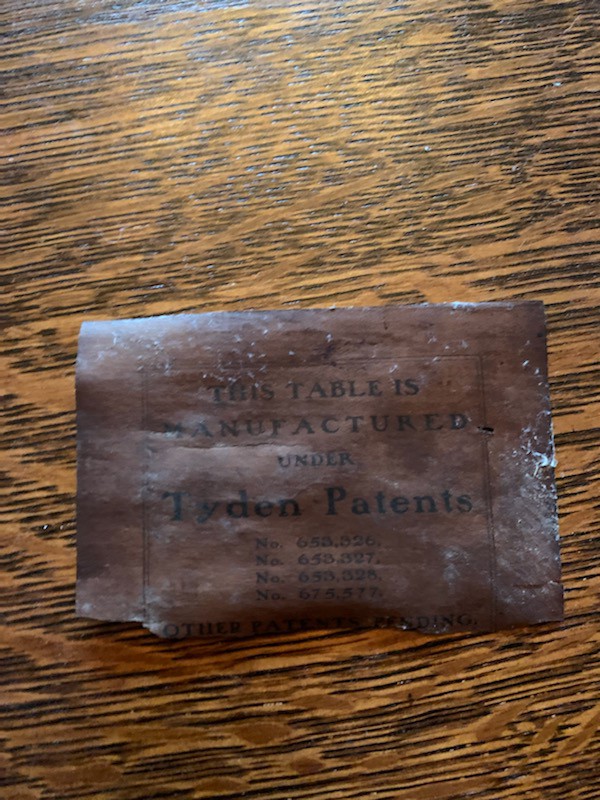 THIS TABLE IS
MANUFACTURED
UNDER
Tyden Patents
No. 653,326.
No. 653,327.
No. 653,328.
No. 675,577.
OTHER PATENTS PENDING.